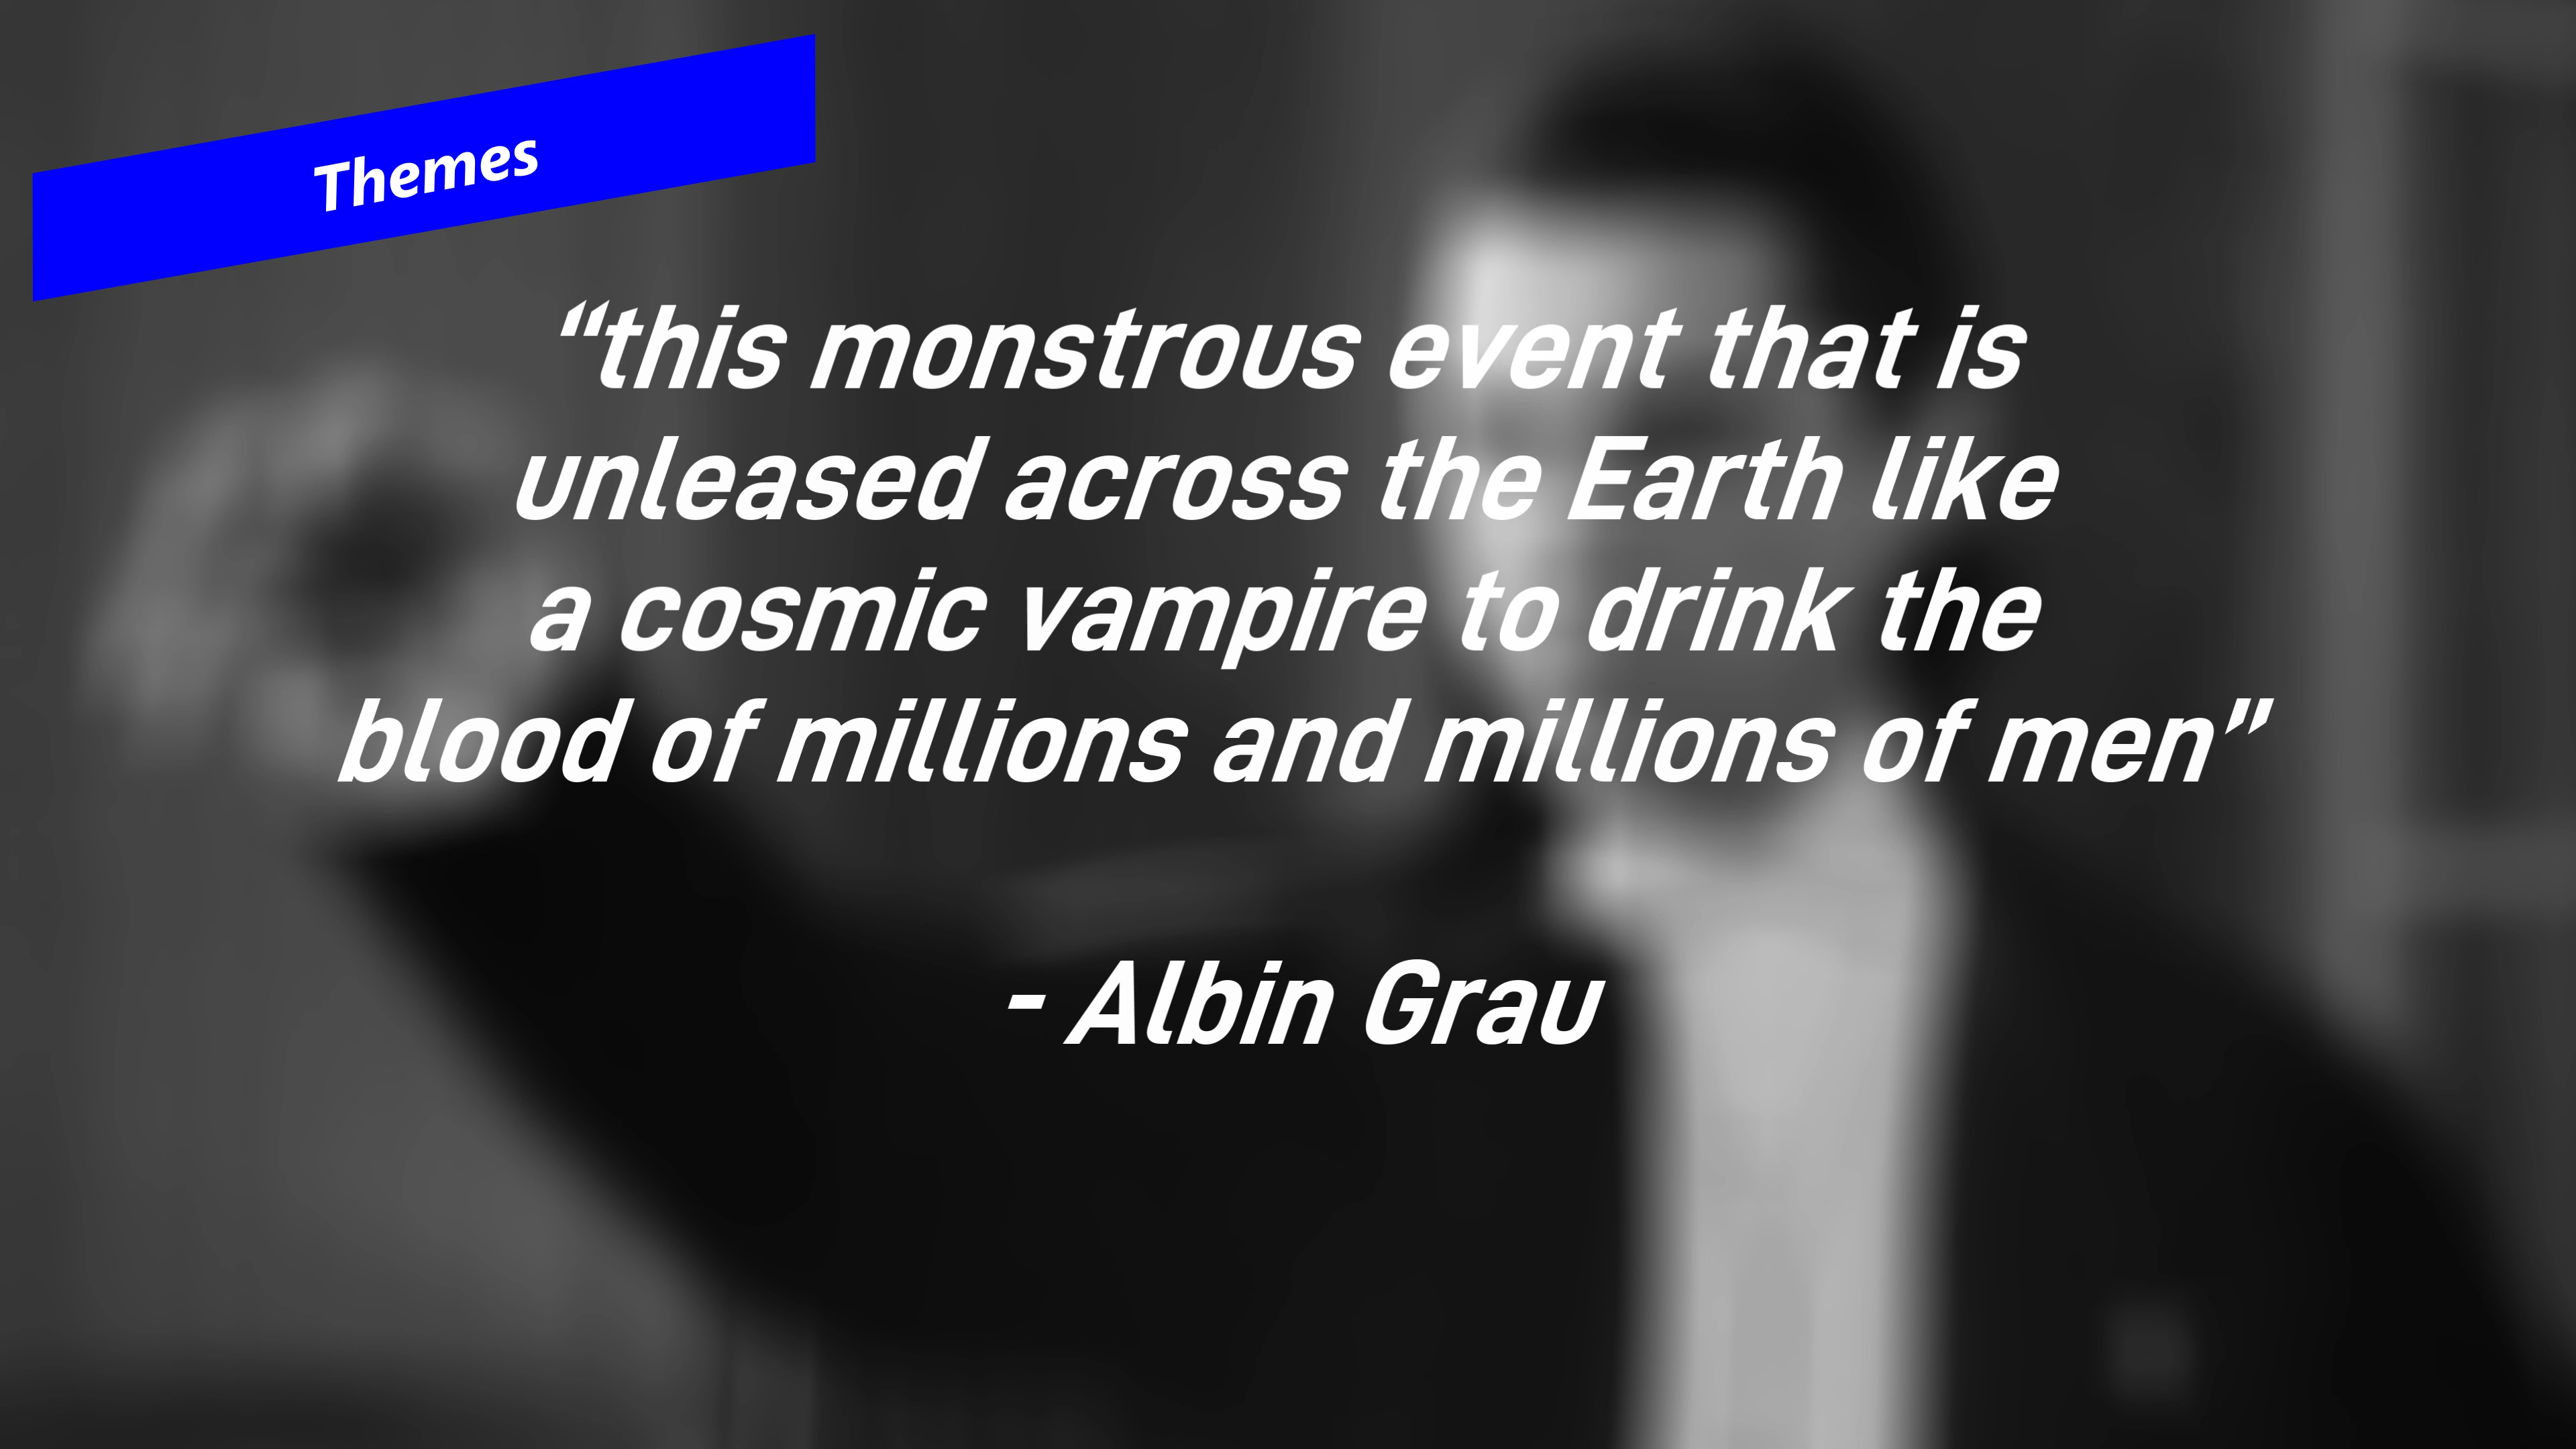 Themes
“this monstrous event that is
unleased across the Earth like
a cosmic vampire to drink the
blood of millions and millions of men”
- Albin Grau